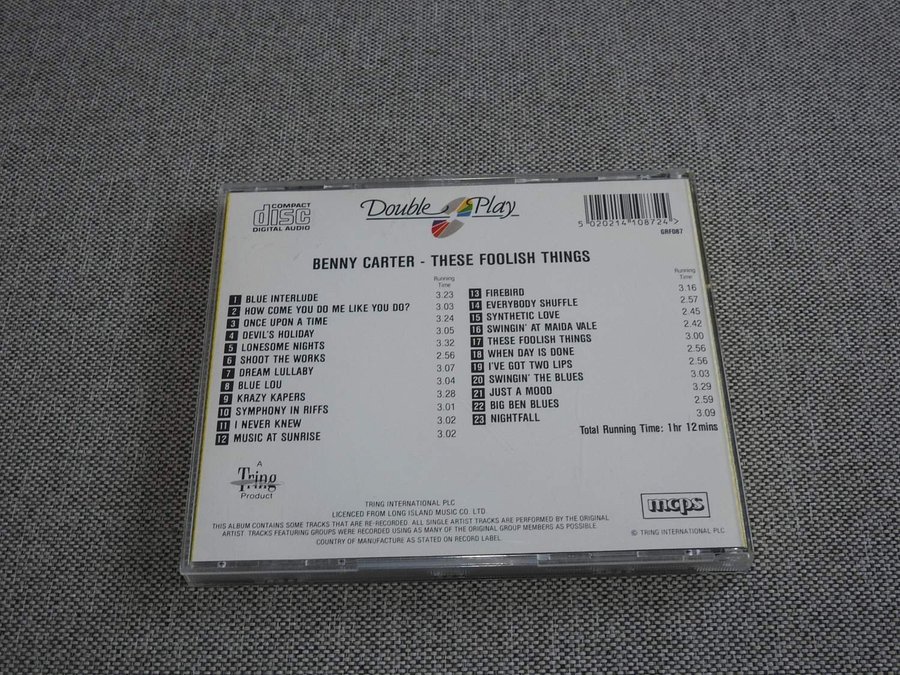 COMPACT
disc
DIGITAL AUDIO
Double Play
5 020214 108724 >
GRF087
BENNY CARTER - THESE FOOLISH THINGS
Running
Time
1 BLUE INTERLUDE 3.23
2 HOW COME YOU DO ME LIKE YOU DO? 3.03
3 ONCE UPON A TIME 3.24
4 DEVIL'S HOLIDAY 3.05
5 LONESOME NIGHTS 3.32
6 SHOOT THE WORKS 2.56
7 DREAM LULLABY 3.07
8 BLUE LOU 3.04
9 KRAZY KAPERS 3.28
10 SYMPHONY IN RIFFS 3.01
11 I NEVER KNEW 3.02
12 MUSIC AT SUNRISE 3.02
Running
Time
13 FIREBIRD 3.16
14 EVERYBODY SHUFFLE 2.57
15 SYNTHETIC LOVE 2.45
16 SWINGIN' AT MAIDA VALE 2.42
17 THESE FOOLISH THINGS 3.00
18 WHEN DAY IS DONE 2.56
19 I'VE GOT TWO LIPS 2.56
20 SWINGIN' THE BLUES 3.03
21 JUST A MOOD 3.29
22 BIG BEN BLUES 2.59
23 NIGHTFALL 3.09
Total Running Time: 1hr 12mins
A
Tring
Product
TRING INTERNATIONAL PLC
LICENCED FROM LONG ISLAND MUSIC CO. LTD
THIS ALBUM CONTAINS SOME TRACKS THAT ARE RE-RECORDED. ALL SINGLE ARTIST TRACKS ARE PERFORMED BY THE ORIGINAL
ARTIST. TRACKS FEATURING GROUPS WERE RECORDED USING AS MANY OF THE ORIGINAL GROUP MEMBERS AS POSSIBLE.
COUNTRY OF MANUFACTURE AS STATED ON RECORD LABEL.
mcps
© TRING INTERNATIONAL PLC